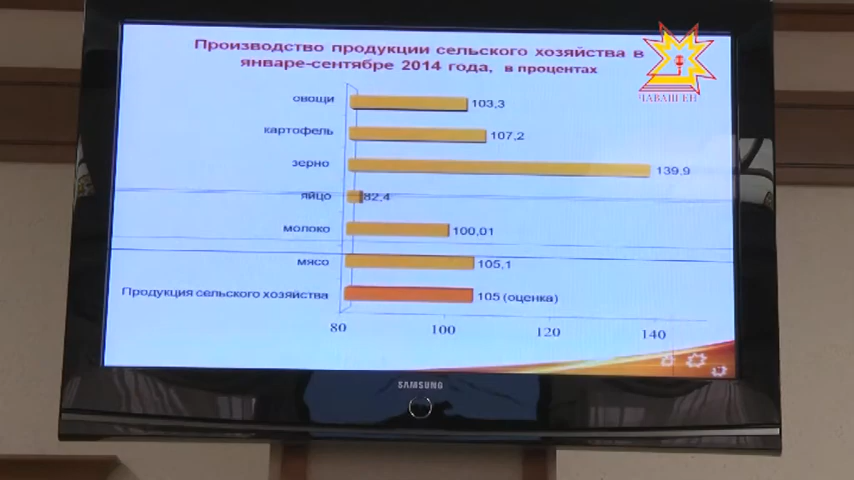 Производство продукции сельского хозяйства в
январе-сентябре 2014 года, в процентах
ЧАВАШ ЕН
овощи 103,3
картофель 107,2
зерно 139,9
яйцо 82,4
молоко 100,01
мясо 105,1
Продукция сельского хозяйства 105 (оценка)
80 100 120 140
SAMSUNG